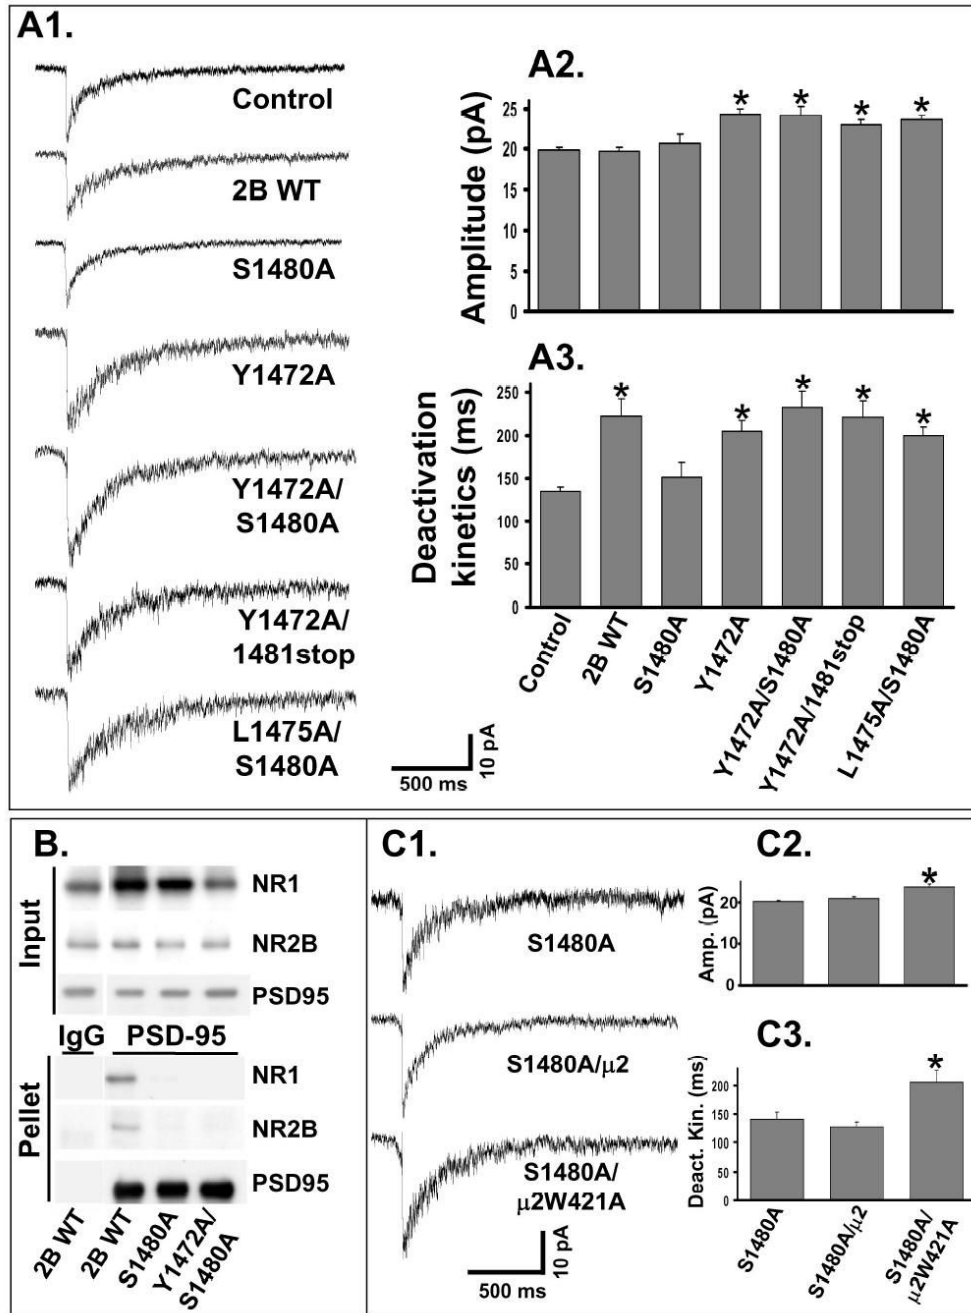 A1.
Control
2B WT
S1480A
Y1472A
Y1472A/
S1480A
Y1472A/
1481stop
L1475A/
S1480A
500 ms
10 pA
A2.
Amplitude (pA)
25
20
15
10
5
0
* * * *
A3.
Deactivation
kinetics (ms)
250
200
150
100
50
0
* * * * *
Control
2B WT
S1480A
Y1472A
Y1472A/S1480A
Y1472A/1481stop
L1475A/S1480A
B.
Input
NR1
NR2B
PSD95
IgG PSD-95
Pellet
NR1
NR2B
PSD95
2B WT
2B WT
S1480A
Y1472A/
S1480A
C1.
S1480A
S1480A/μ2
S1480A/
μ2W421A
10 pA
500 ms
C2.
Amp. (pA)
20
10
0
*
C3.
Deact. Kin. (ms)
200
150
100
50
0
*
S1480A
S1480A/μ2
S1480A/
μ2W421A